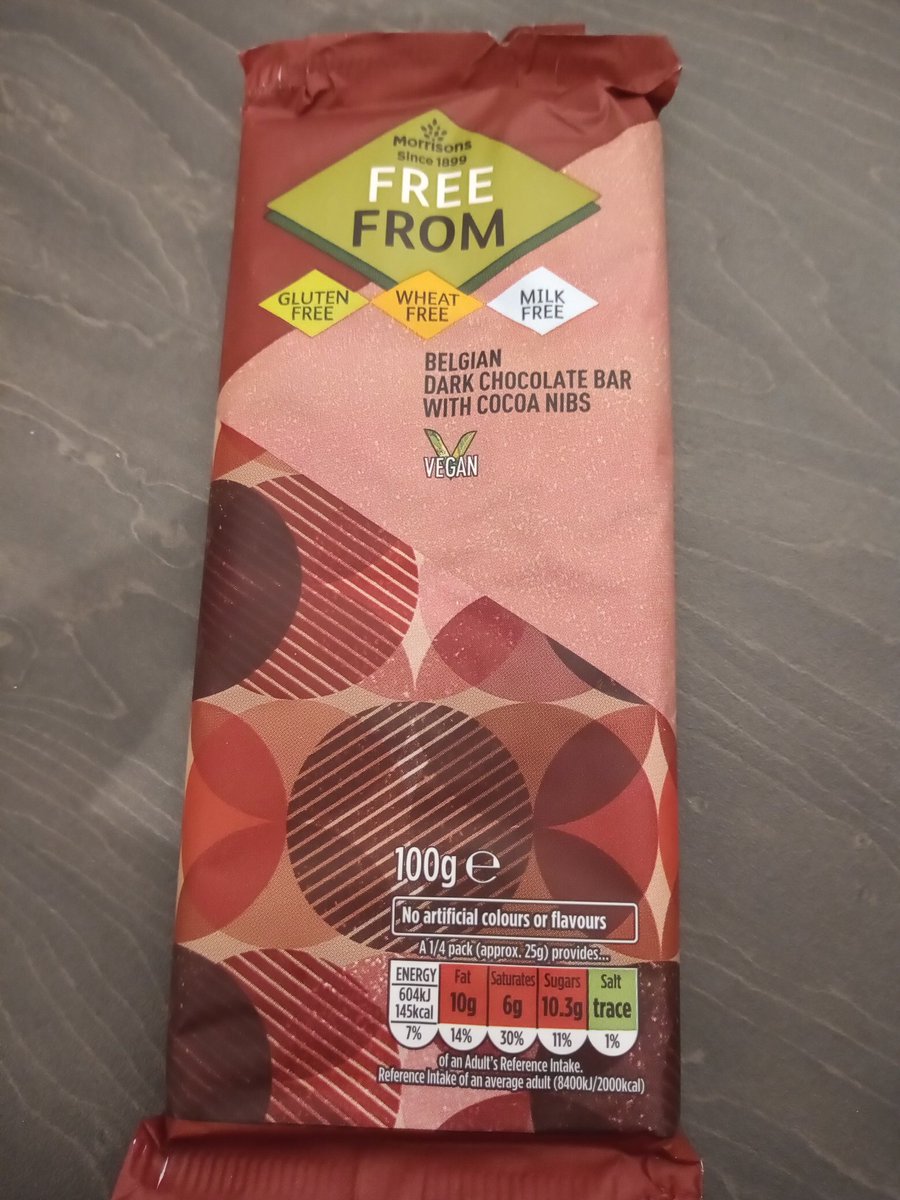 Morrisons
Since 1899
FREE
FROM
GLUTEN
FREE
WHEAT
FREE
MILK
FREE
BELGIAN
DARK CHOCOLATE BAR
WITH COCOA NIBS
VEGAN
100g ℮
No artificial colours or flavours
A 1/4 pack (approx. 25g) provides...
ENERGY Fat Saturates Sugars Salt
604kJ
145kcal 10g 6g 10.3g trace
7% 14% 30% 11% 1%
of an Adult's Reference Intake.
Reference Intake of an average adult (8400kJ/2000kcal)